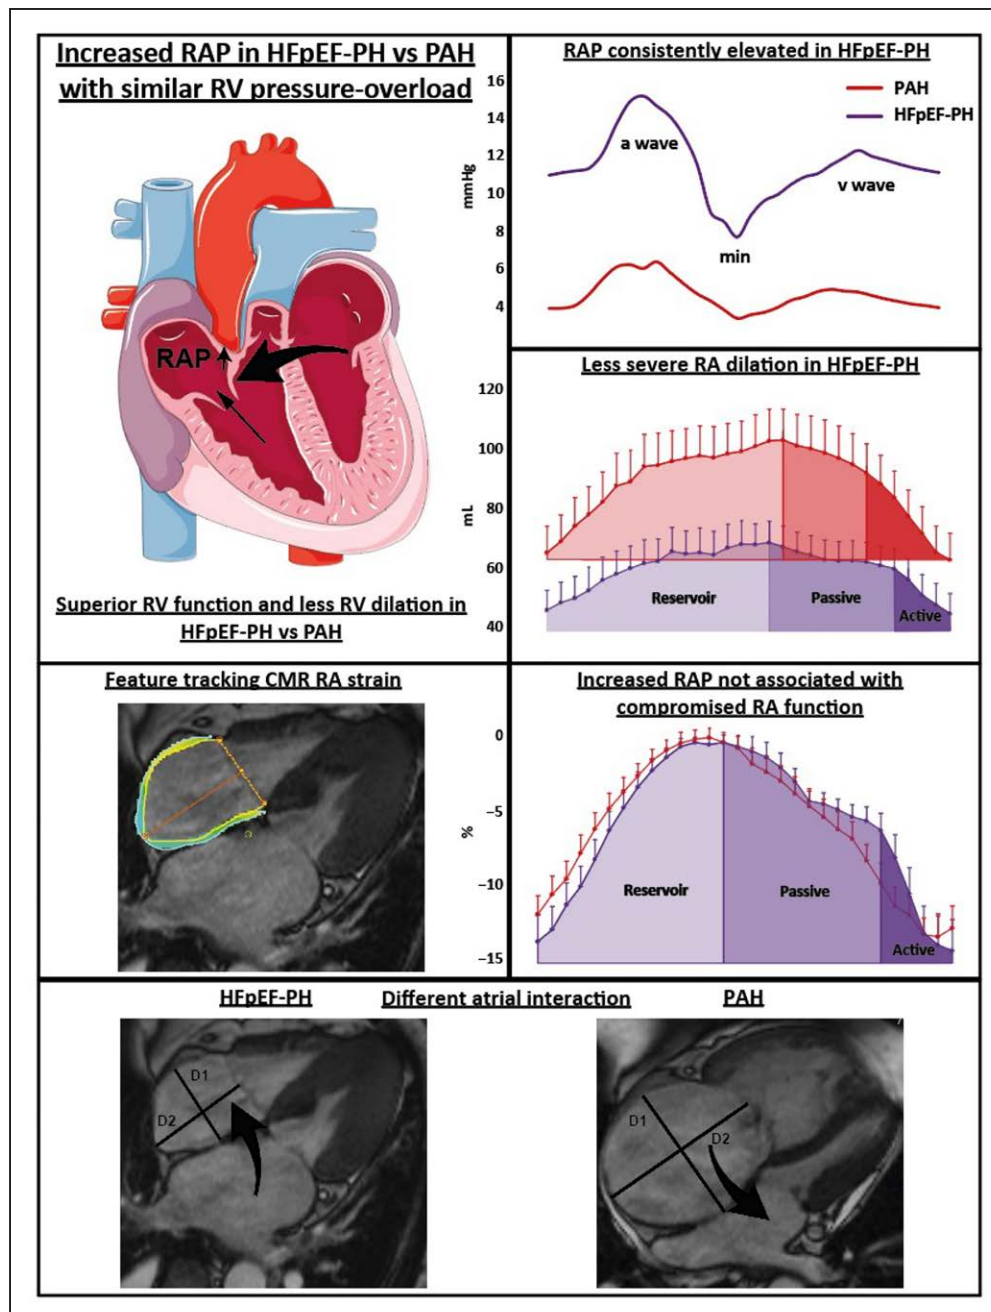 Increased RAP in HFpEF-PH vs PAH
with similar RV pressure-overload
RAP
Superior RV function and less RV dilation in
HFpEF-PH vs PAH
RAP consistently elevated in HFpEF-PH
16
14
12
10
8
6
4
mmHg
PAH
HFpEF-PH
a wave
v wave
min
Less severe RA dilation in HFpEF-PH
120
100
80
60
40
mL
Reservoir
Passive
Active
Feature tracking CMR RA strain
Increased RAP not associated with
compromised RA function
0
−5
−10
−15
%
Reservoir
Passive
Active
HFpEF-PH
Different atrial interaction
PAH
D1
D2
D1
D2